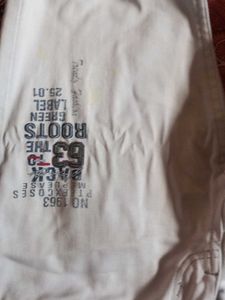 NO 1963
BACK
TO
63
THE
ROOTS
GREEN
LABEL
25.01